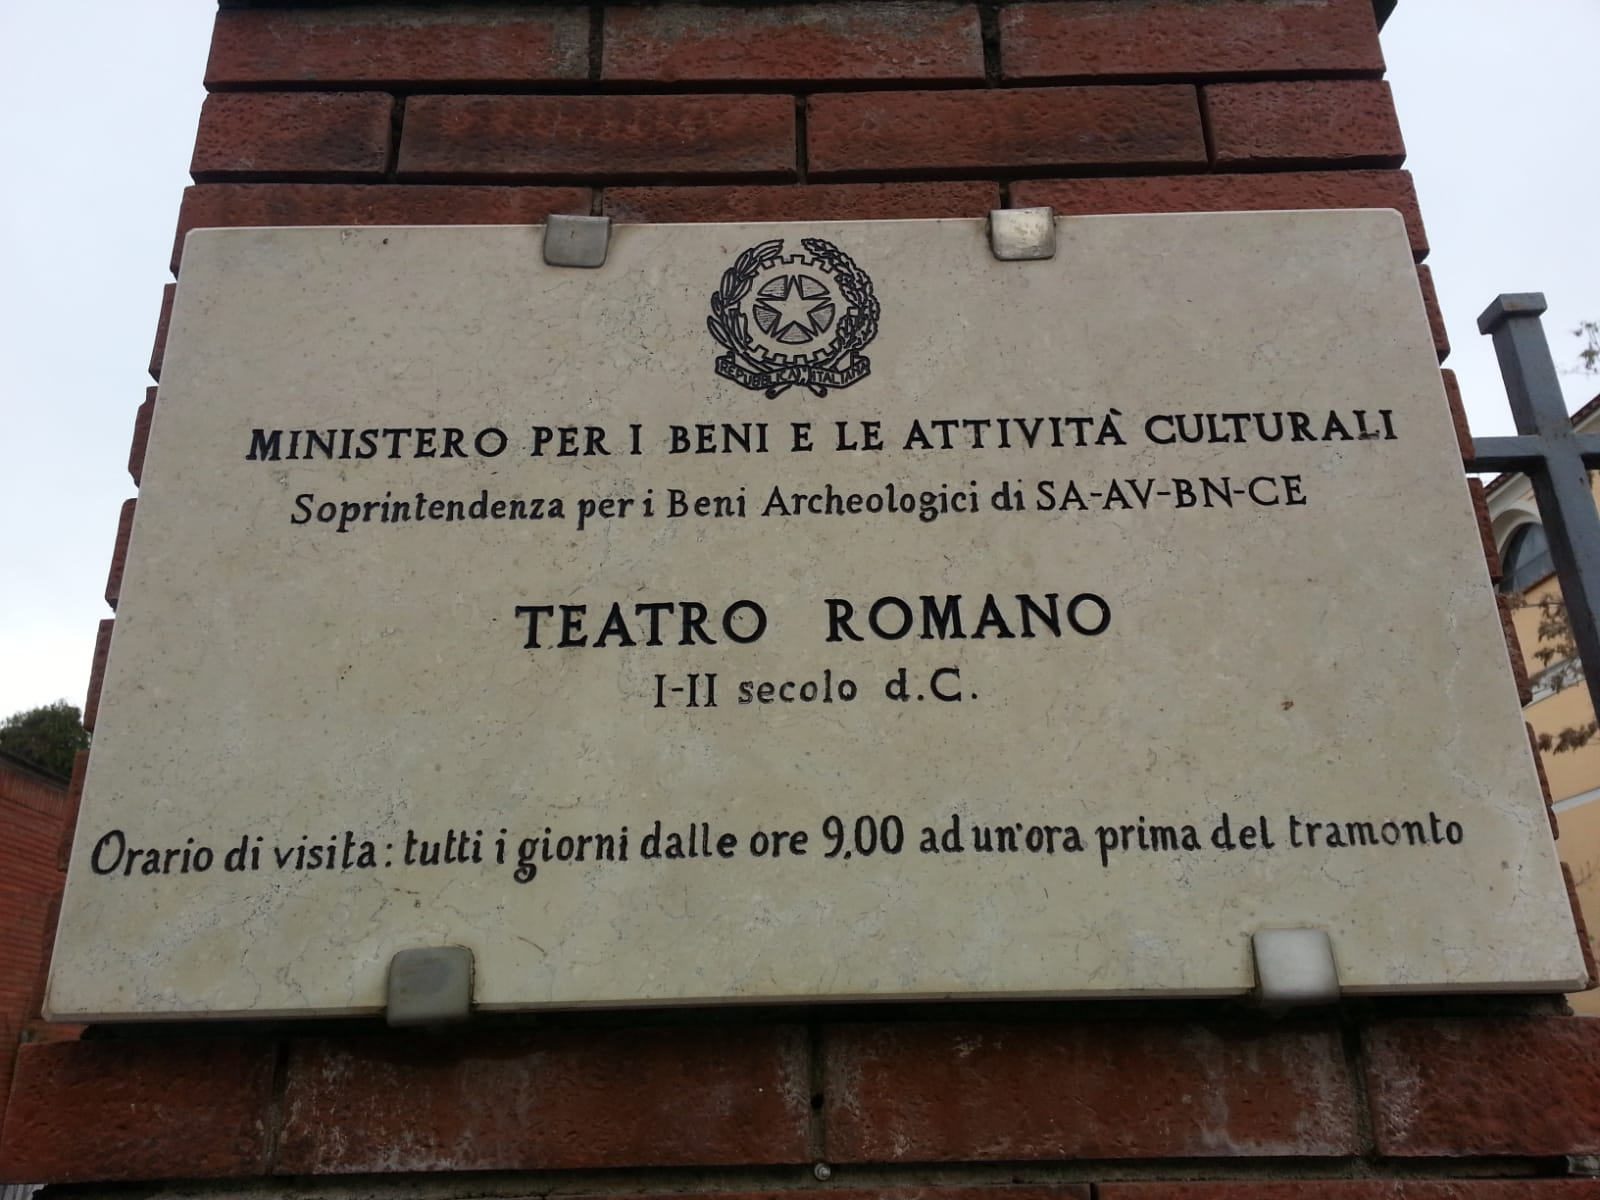 REPUBBLICA ITALIANA
MINISTERO PER I BENI E LE ATTIVITÀ CULTURALI
Soprintendenza per i Beni Archeologici di SA-AV-BN-CE
TEATRO ROMANO
I-II secolo d.C.
Orario di visita: tutti i giorni dalle ore 9,00 ad un'ora prima del tramonto